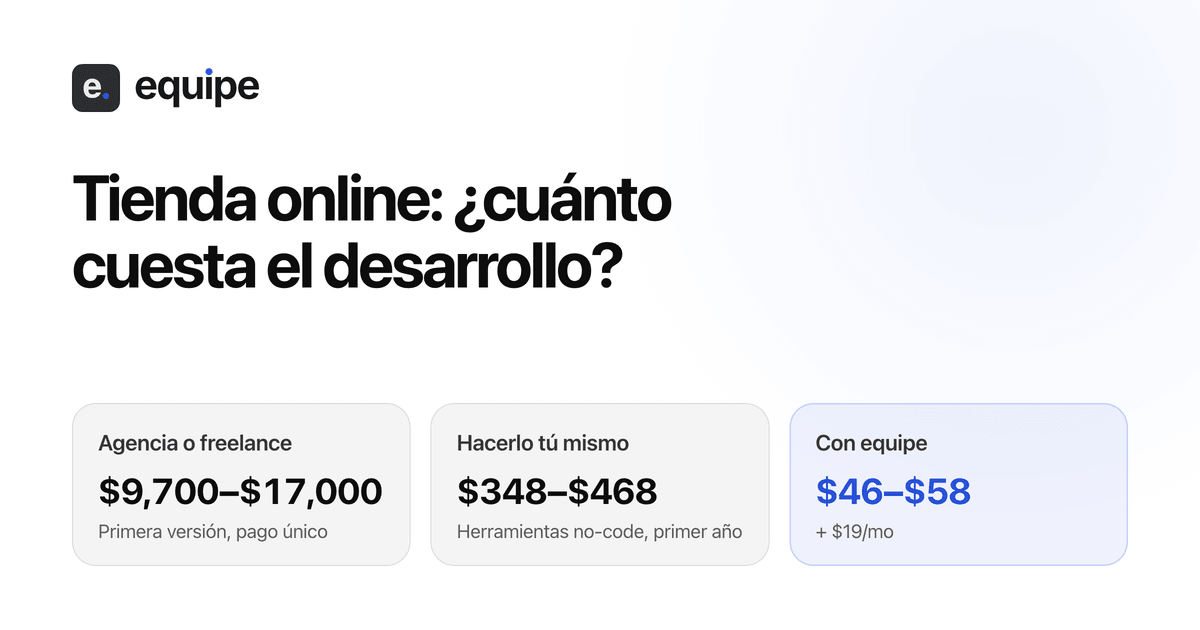 e. equipe
Tienda online: ¿cuánto
cuesta el desarrollo?
Agencia o freelance
$9,700–$17,000
Primera versión, pago único
Hacerlo tú mismo
$348–$468
Herramientas no-code, primer año
Con equipe
$46–$58
+ $19/mo